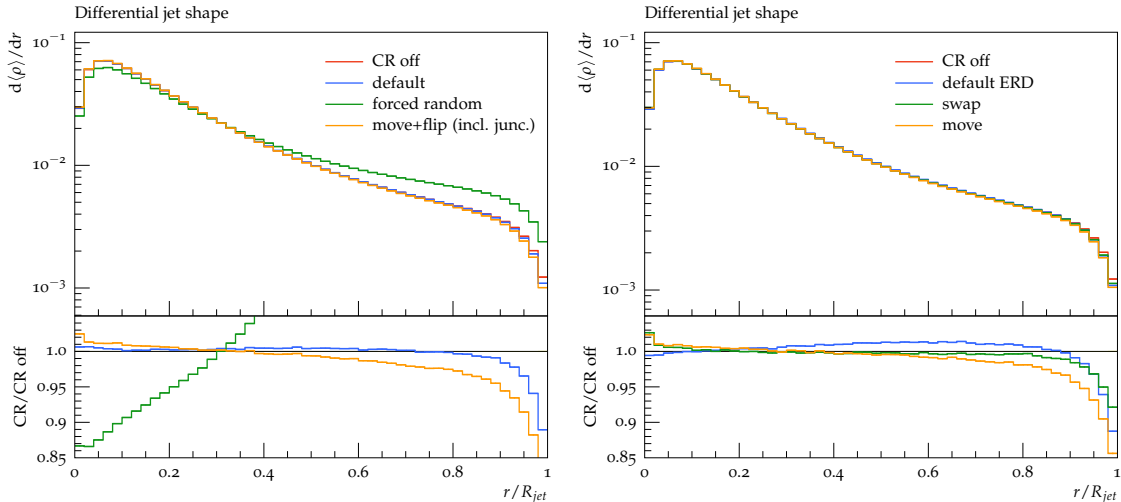 Differential jet shape
d⟨ρ⟩/dr
10⁻¹
10⁻²
10⁻³
CR off
default
forced random
move+flip (incl. junc.)
CR/CR off
1.0
0.95
0.9
0.85
0 0.2 0.4 0.6 0.8 1
r/R_jet
Differential jet shape
d⟨ρ⟩/dr
10⁻¹
10⁻²
10⁻³
CR off
default ERD
swap
move
CR/CR off
1.0
0.95
0.9
0.85
0 0.2 0.4 0.6 0.8 1
r/R_jet